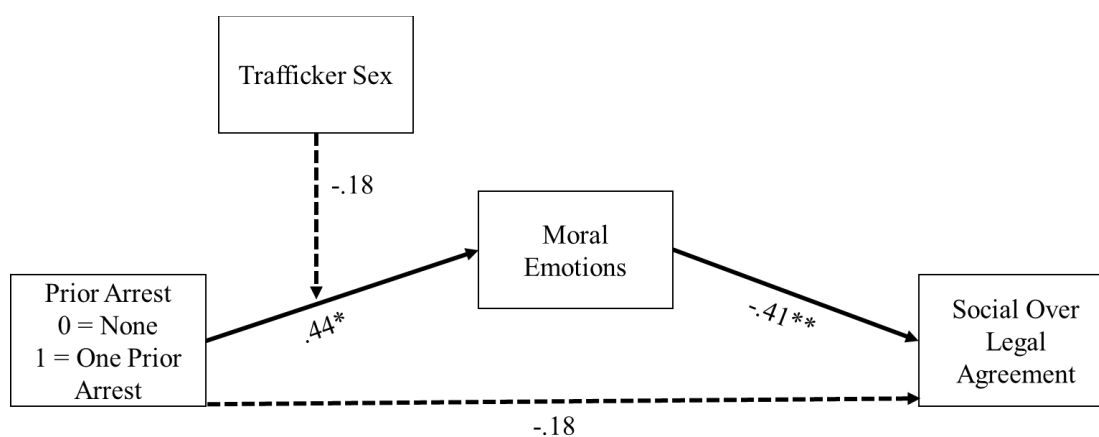 Trafficker Sex
-.18
Moral
Emotions
Prior Arrest
0 = None
1 = One Prior
Arrest
.44*
-.41**
Social Over
Legal
Agreement
-.18